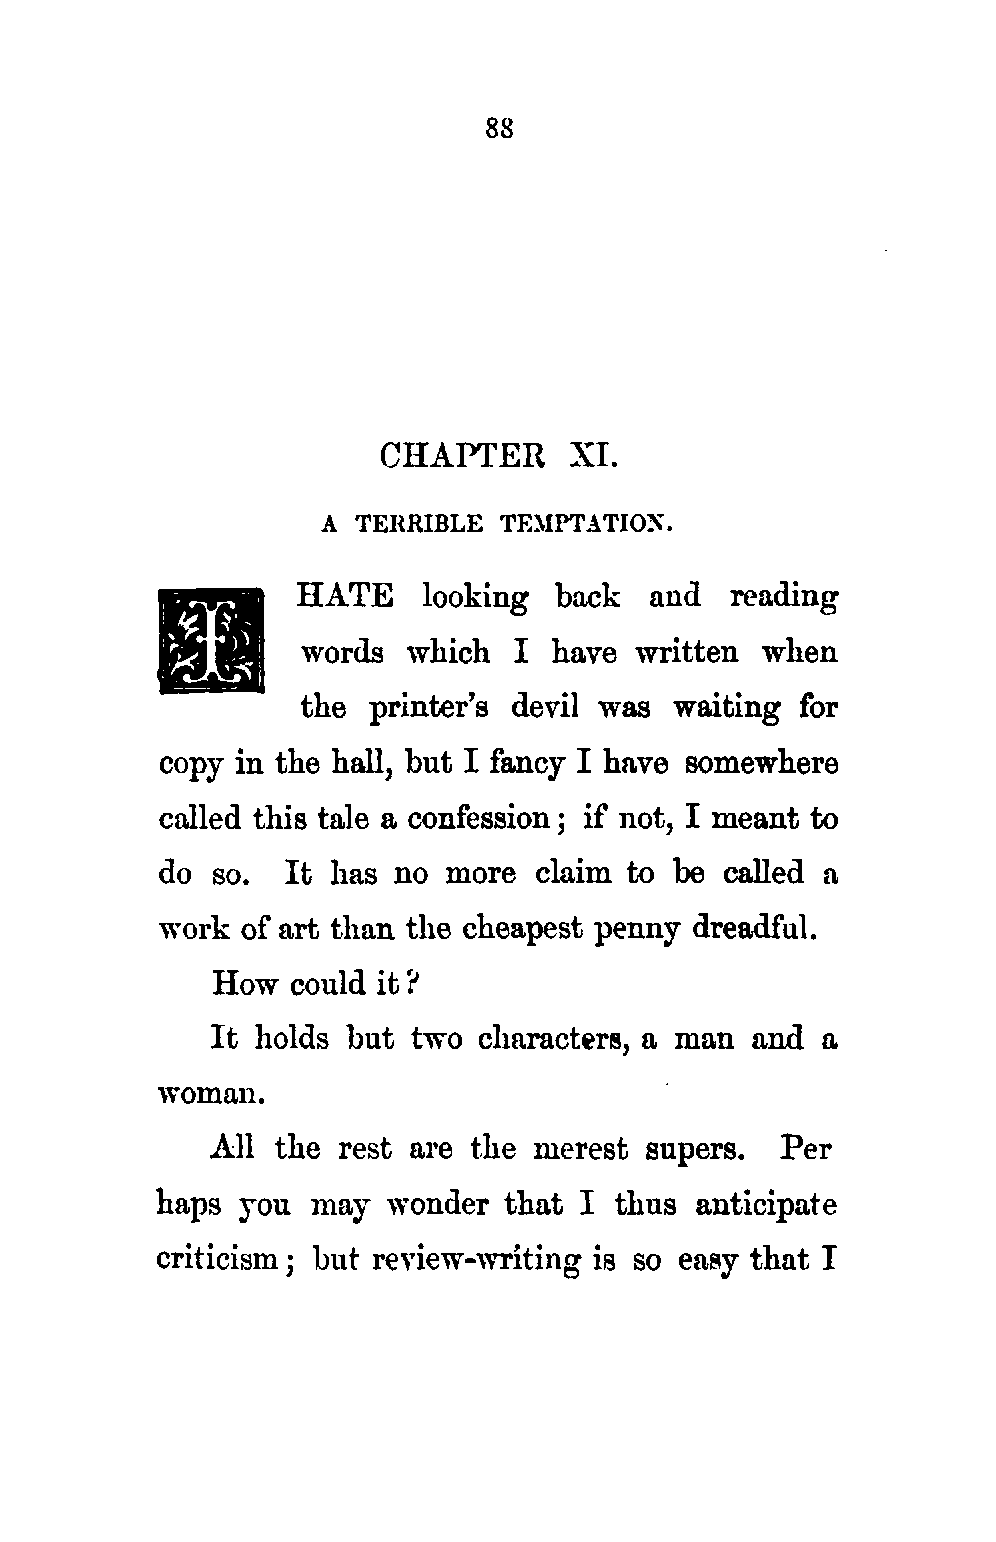 88
CHAPTER XI.
A TERRIBLE TEMPTATION.
I HATE looking back and reading
words which I have written when
the printer's devil was waiting for
copy in the hall, but I fancy I have somewhere
called this tale a confession; if not, I meant to
do so. It has no more claim to be called a
work of art than the cheapest penny dreadful.
How could it?
It holds but two characters, a man and a
woman.
All the rest are the merest supers. Per
haps you may wonder that I thus anticipate
criticism; but review-writing is so easy that I